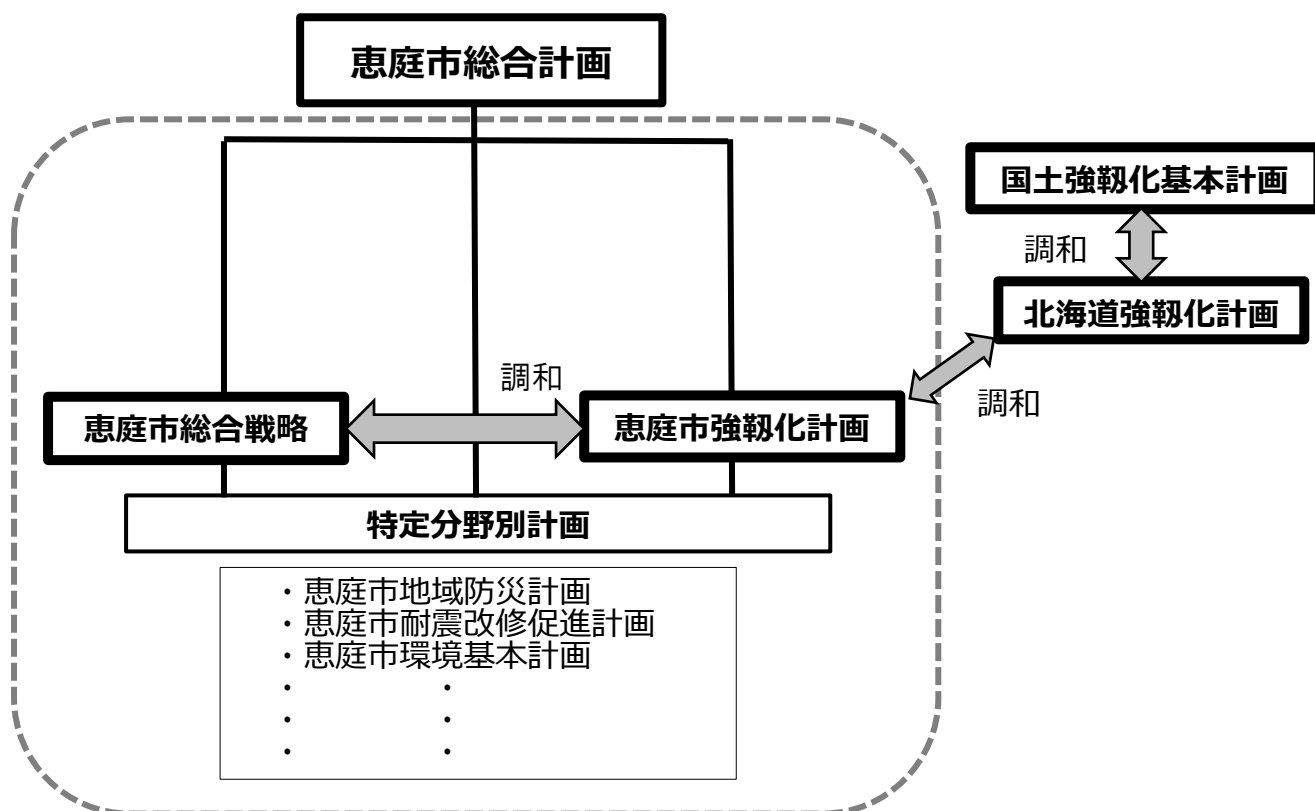 恵庭市総合計画
国土強靱化基本計画
調和
北海道強靱化計画
調和
調和
恵庭市総合戦略
恵庭市強靱化計画
特定分野別計画
・恵庭市地域防災計画
・恵庭市耐震改修促進計画
・恵庭市環境基本計画
・ ・
・ ・
・ ・